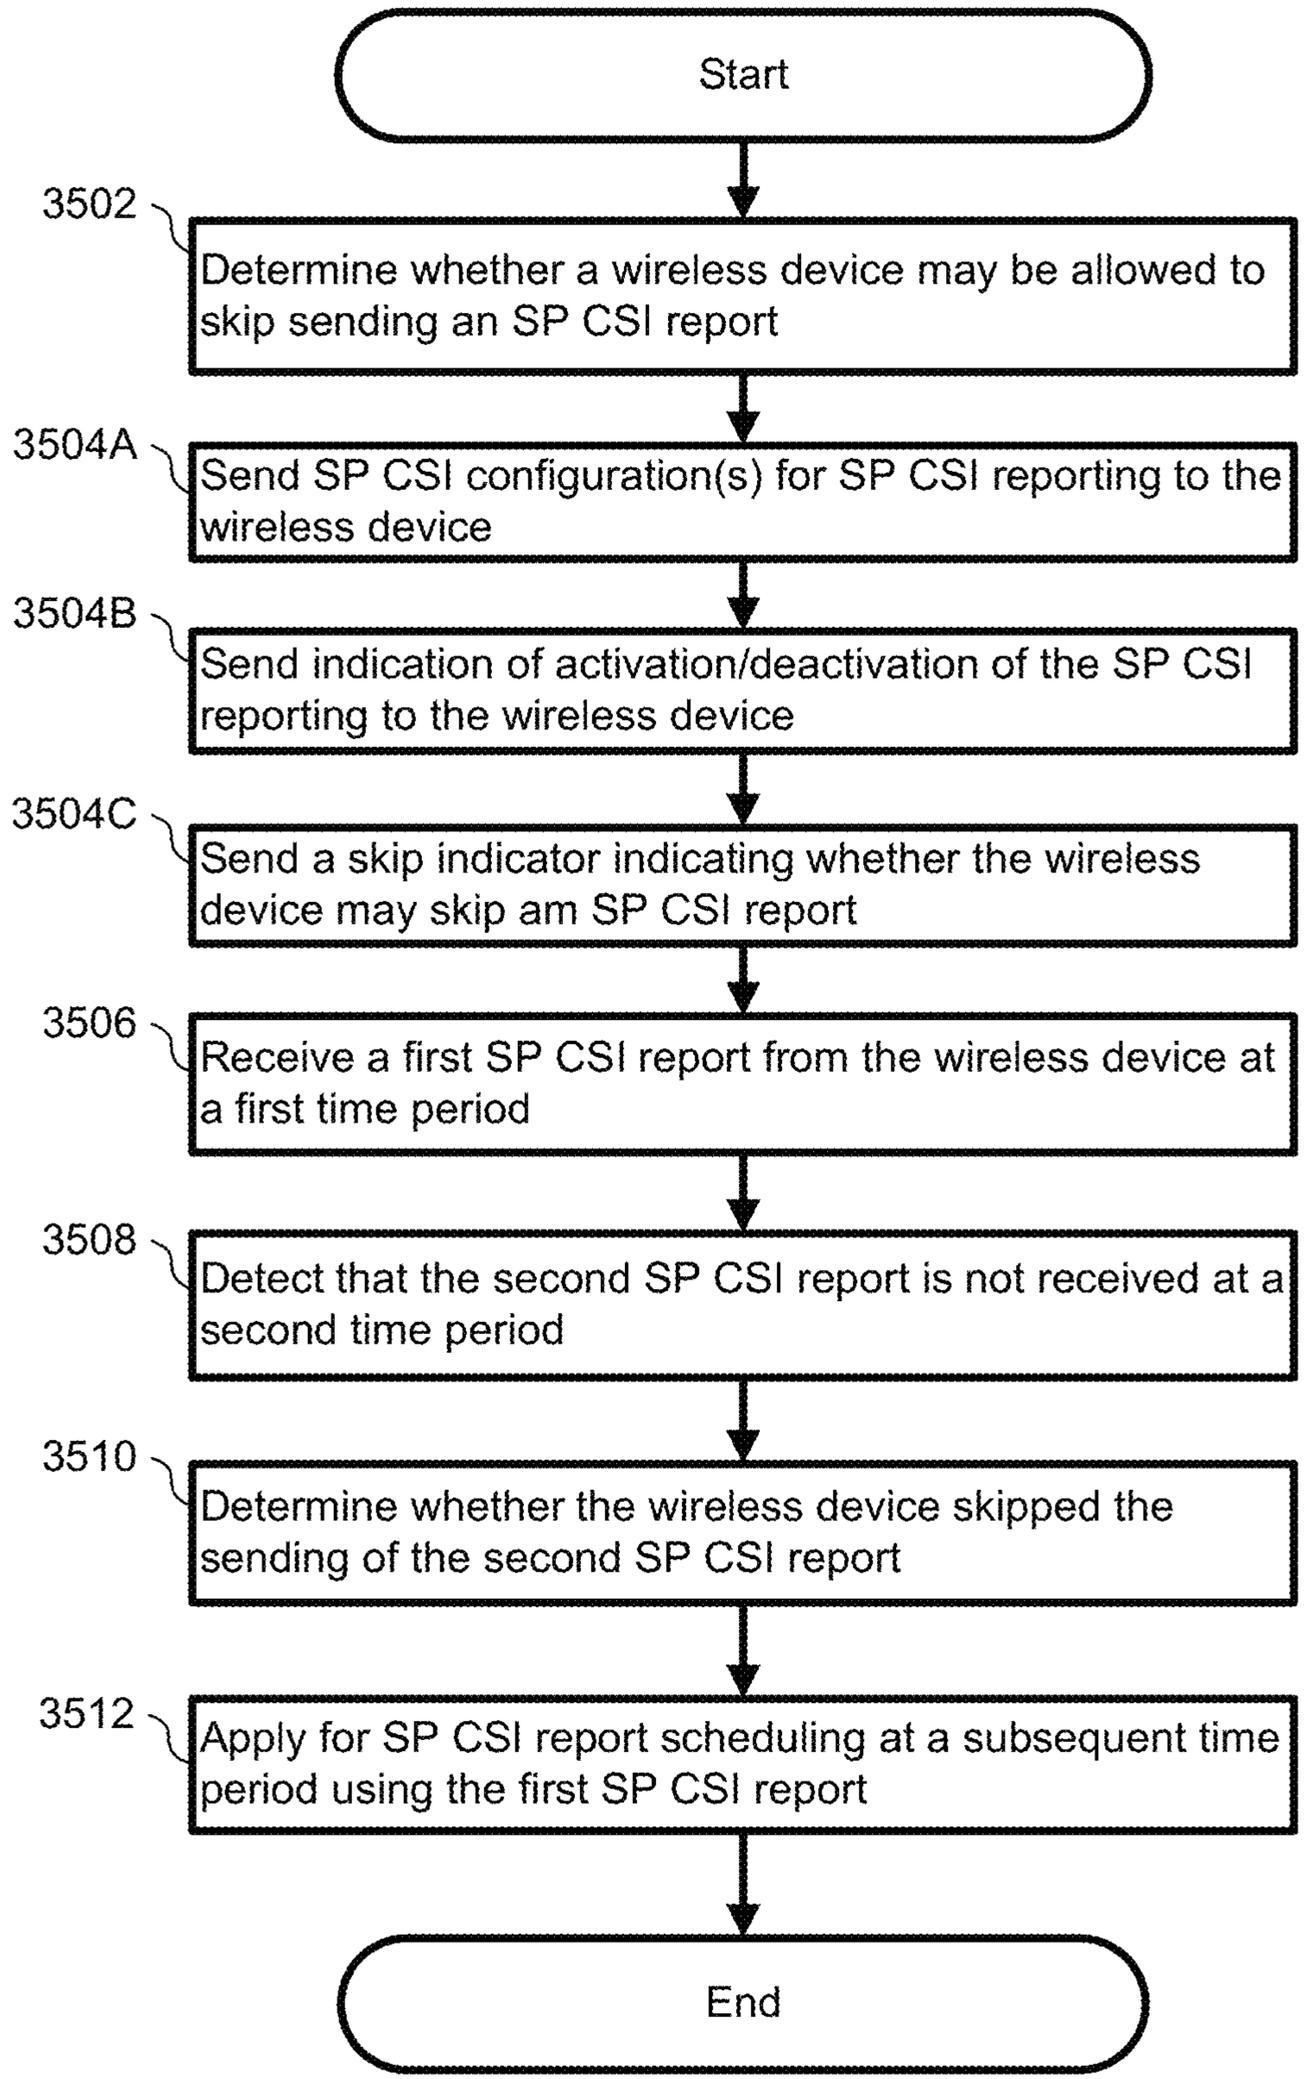 Start
3502
Determine whether a wireless device may be allowed to
skip sending an SP CSI report
3504A
Send SP CSI configuration(s) for SP CSI reporting to the
wireless device
3504B
Send indication of activation/deactivation of the SP CSI
reporting to the wireless device
3504C
Send a skip indicator indicating whether the wireless
device may skip am SP CSI report
3506
Receive a first SP CSI report from the wireless device at
a first time period
3508
Detect that the second SP CSI report is not received at a
second time period
3510
Determine whether the wireless device skipped the
sending of the second SP CSI report
3512
Apply for SP CSI report scheduling at a subsequent time
period using the first SP CSI report
End